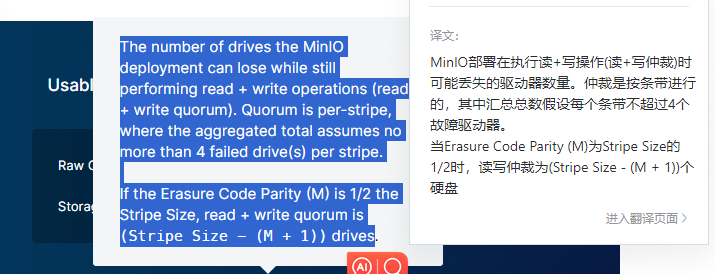 The number of drives the MinIO
deployment can lose while still
performing read + write operations (read
+ write quorum). Quorum is per-stripe,
where the aggregated total assumes no
more than 4 failed drive(s) per stripe.
If the Erasure Code Parity (M) is 1/2 the
Stripe Size, read + write quorum is
(Stripe Size – (M + 1)) drives.
Usabl
Raw C
Storag
AI
译文:
MinIO部署在执行读+写操作(读+写仲裁)时
可能丢失的驱动器数量。仲裁是按条带进行
的，其中汇总总数假设每个条带不超过4个
故障驱动器。
当Erasure Code Parity (M)为Stripe Size的
1/2时，读写仲裁为(Stripe Size - (M + 1))个
硬盘
进入翻译页面